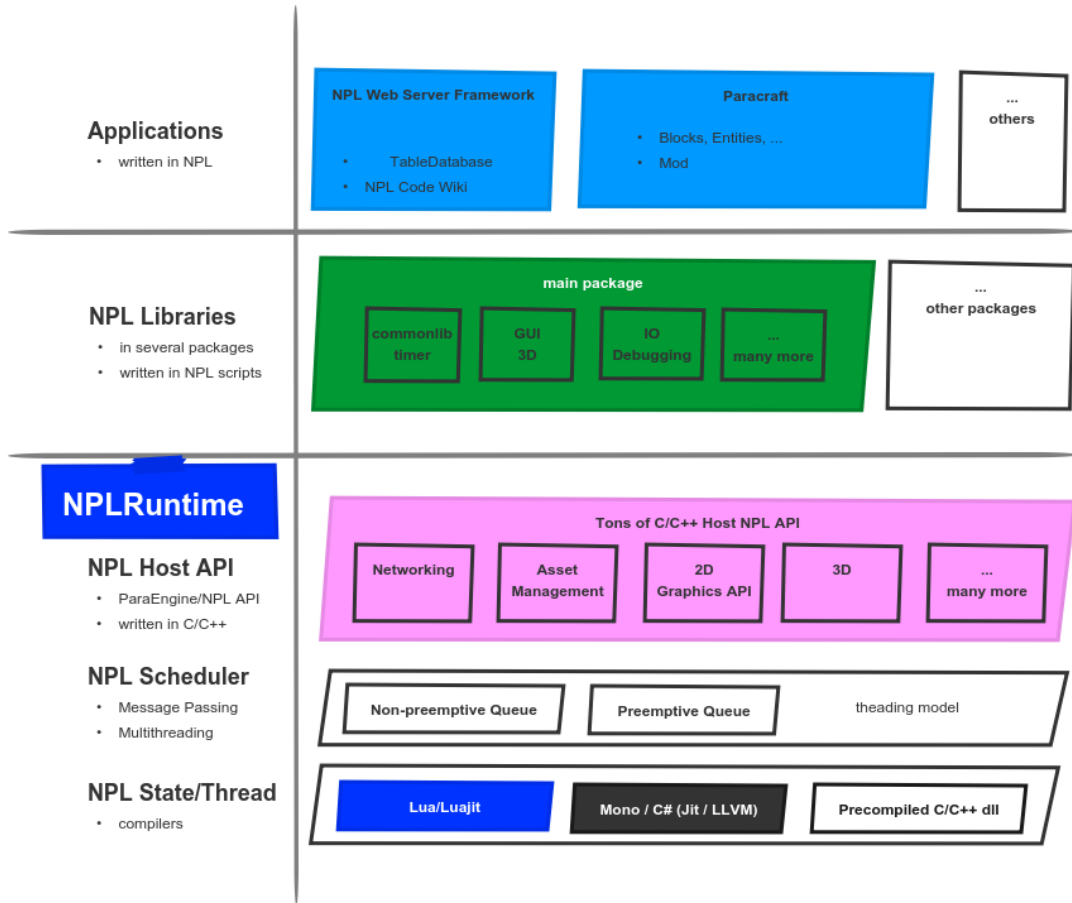 Applications
• written in NPL
NPL Web Server Framework
• TableDatabase
• NPL Code Wiki
Paracraft
• Blocks, Entities, ...
• Mod
...
others
NPL Libraries
• in several packages
• written in NPL scripts
main package
commonlib
timer
GUI
3D
IO
Debugging
...
many more
...
other packages
NPLRuntime
NPL Host API
• ParaEngine/NPL API
• written in C/C++
Tons of C/C++ Host NPL API
Networking
Asset
Management
2D
Graphics API
3D
...
many more
NPL Scheduler
• Message Passing
• Multithreading
Non-preemptive Queue
Preemptive Queue
theading model
NPL State/Thread
• compilers
Lua/Luajit
Mono / C# (Jit / LLVM)
Precompiled C/C++ dll